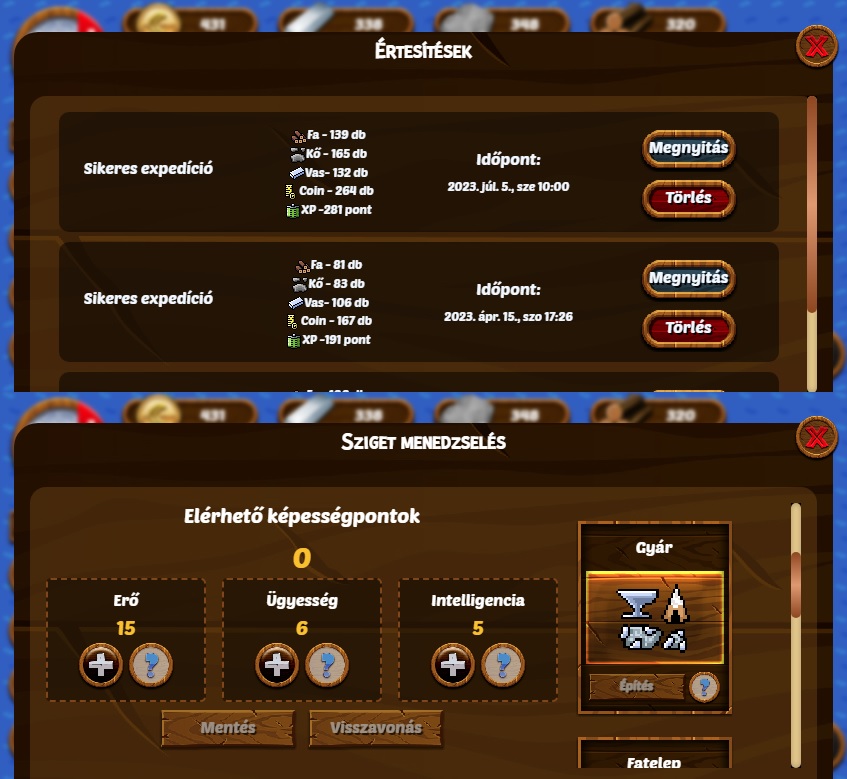 431 338 348 320
Értesítések
Sikeres expedíció
Fa - 139 db
Kő - 165 db
Vas- 132 db
Coin - 264 db
XP -281 pont
Időpont:
2023. júl. 5., sze 10:00
Megnyitás
Törlés
Sikeres expedíció
Fa - 81 db
Kő - 83 db
Vas- 106 db
Coin - 167 db
XP -191 pont
Időpont:
2023. ápr. 15., szo 17:26
Megnyitás
Törlés
431 338 348 320
Sziget menedzselés
Elérhető képességpontok
0
Erő
15
Ügyesség
6
Intelligencia
5
Mentés
Visszavonás
Gyár
Építés
Fatelep